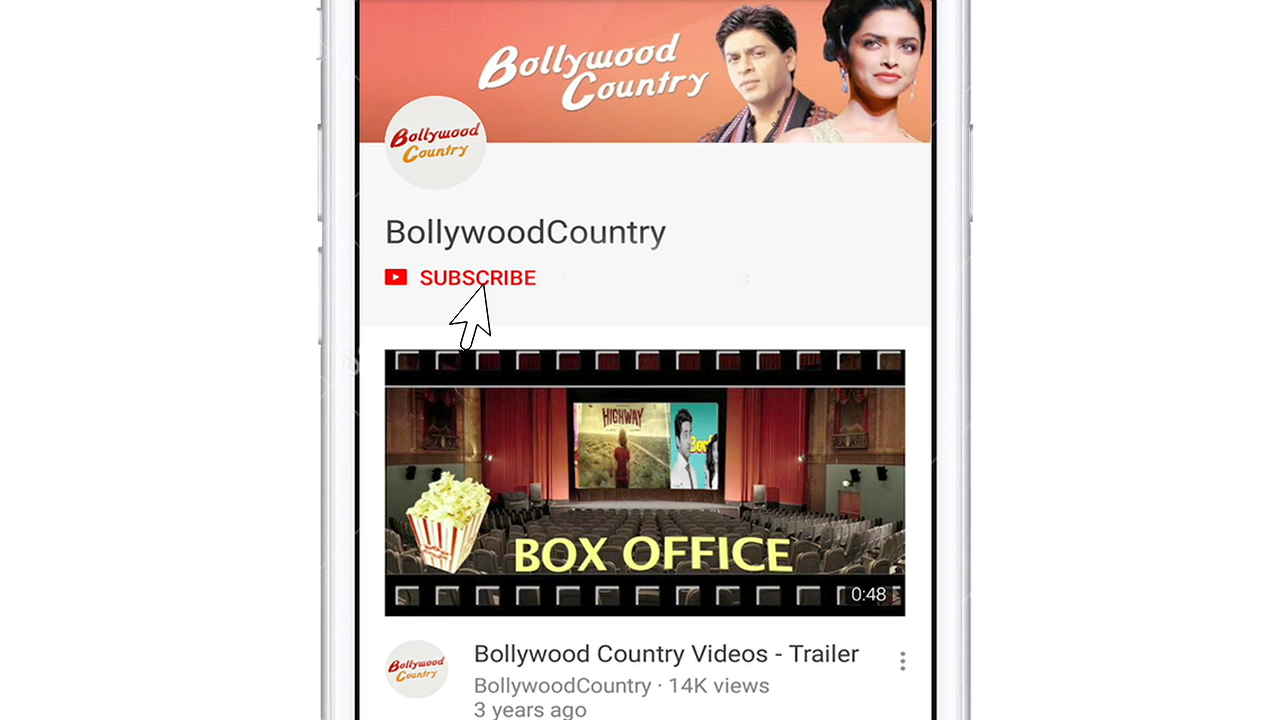 Bollywood
Country
Bollywood
Country
BollywoodCountry
SUBSCRIBE
HIGHWAY
BOX OFFICE
0:48
Bollywood
Country
Bollywood Country Videos - Trailer
BollywoodCountry · 14K views
3 years ago